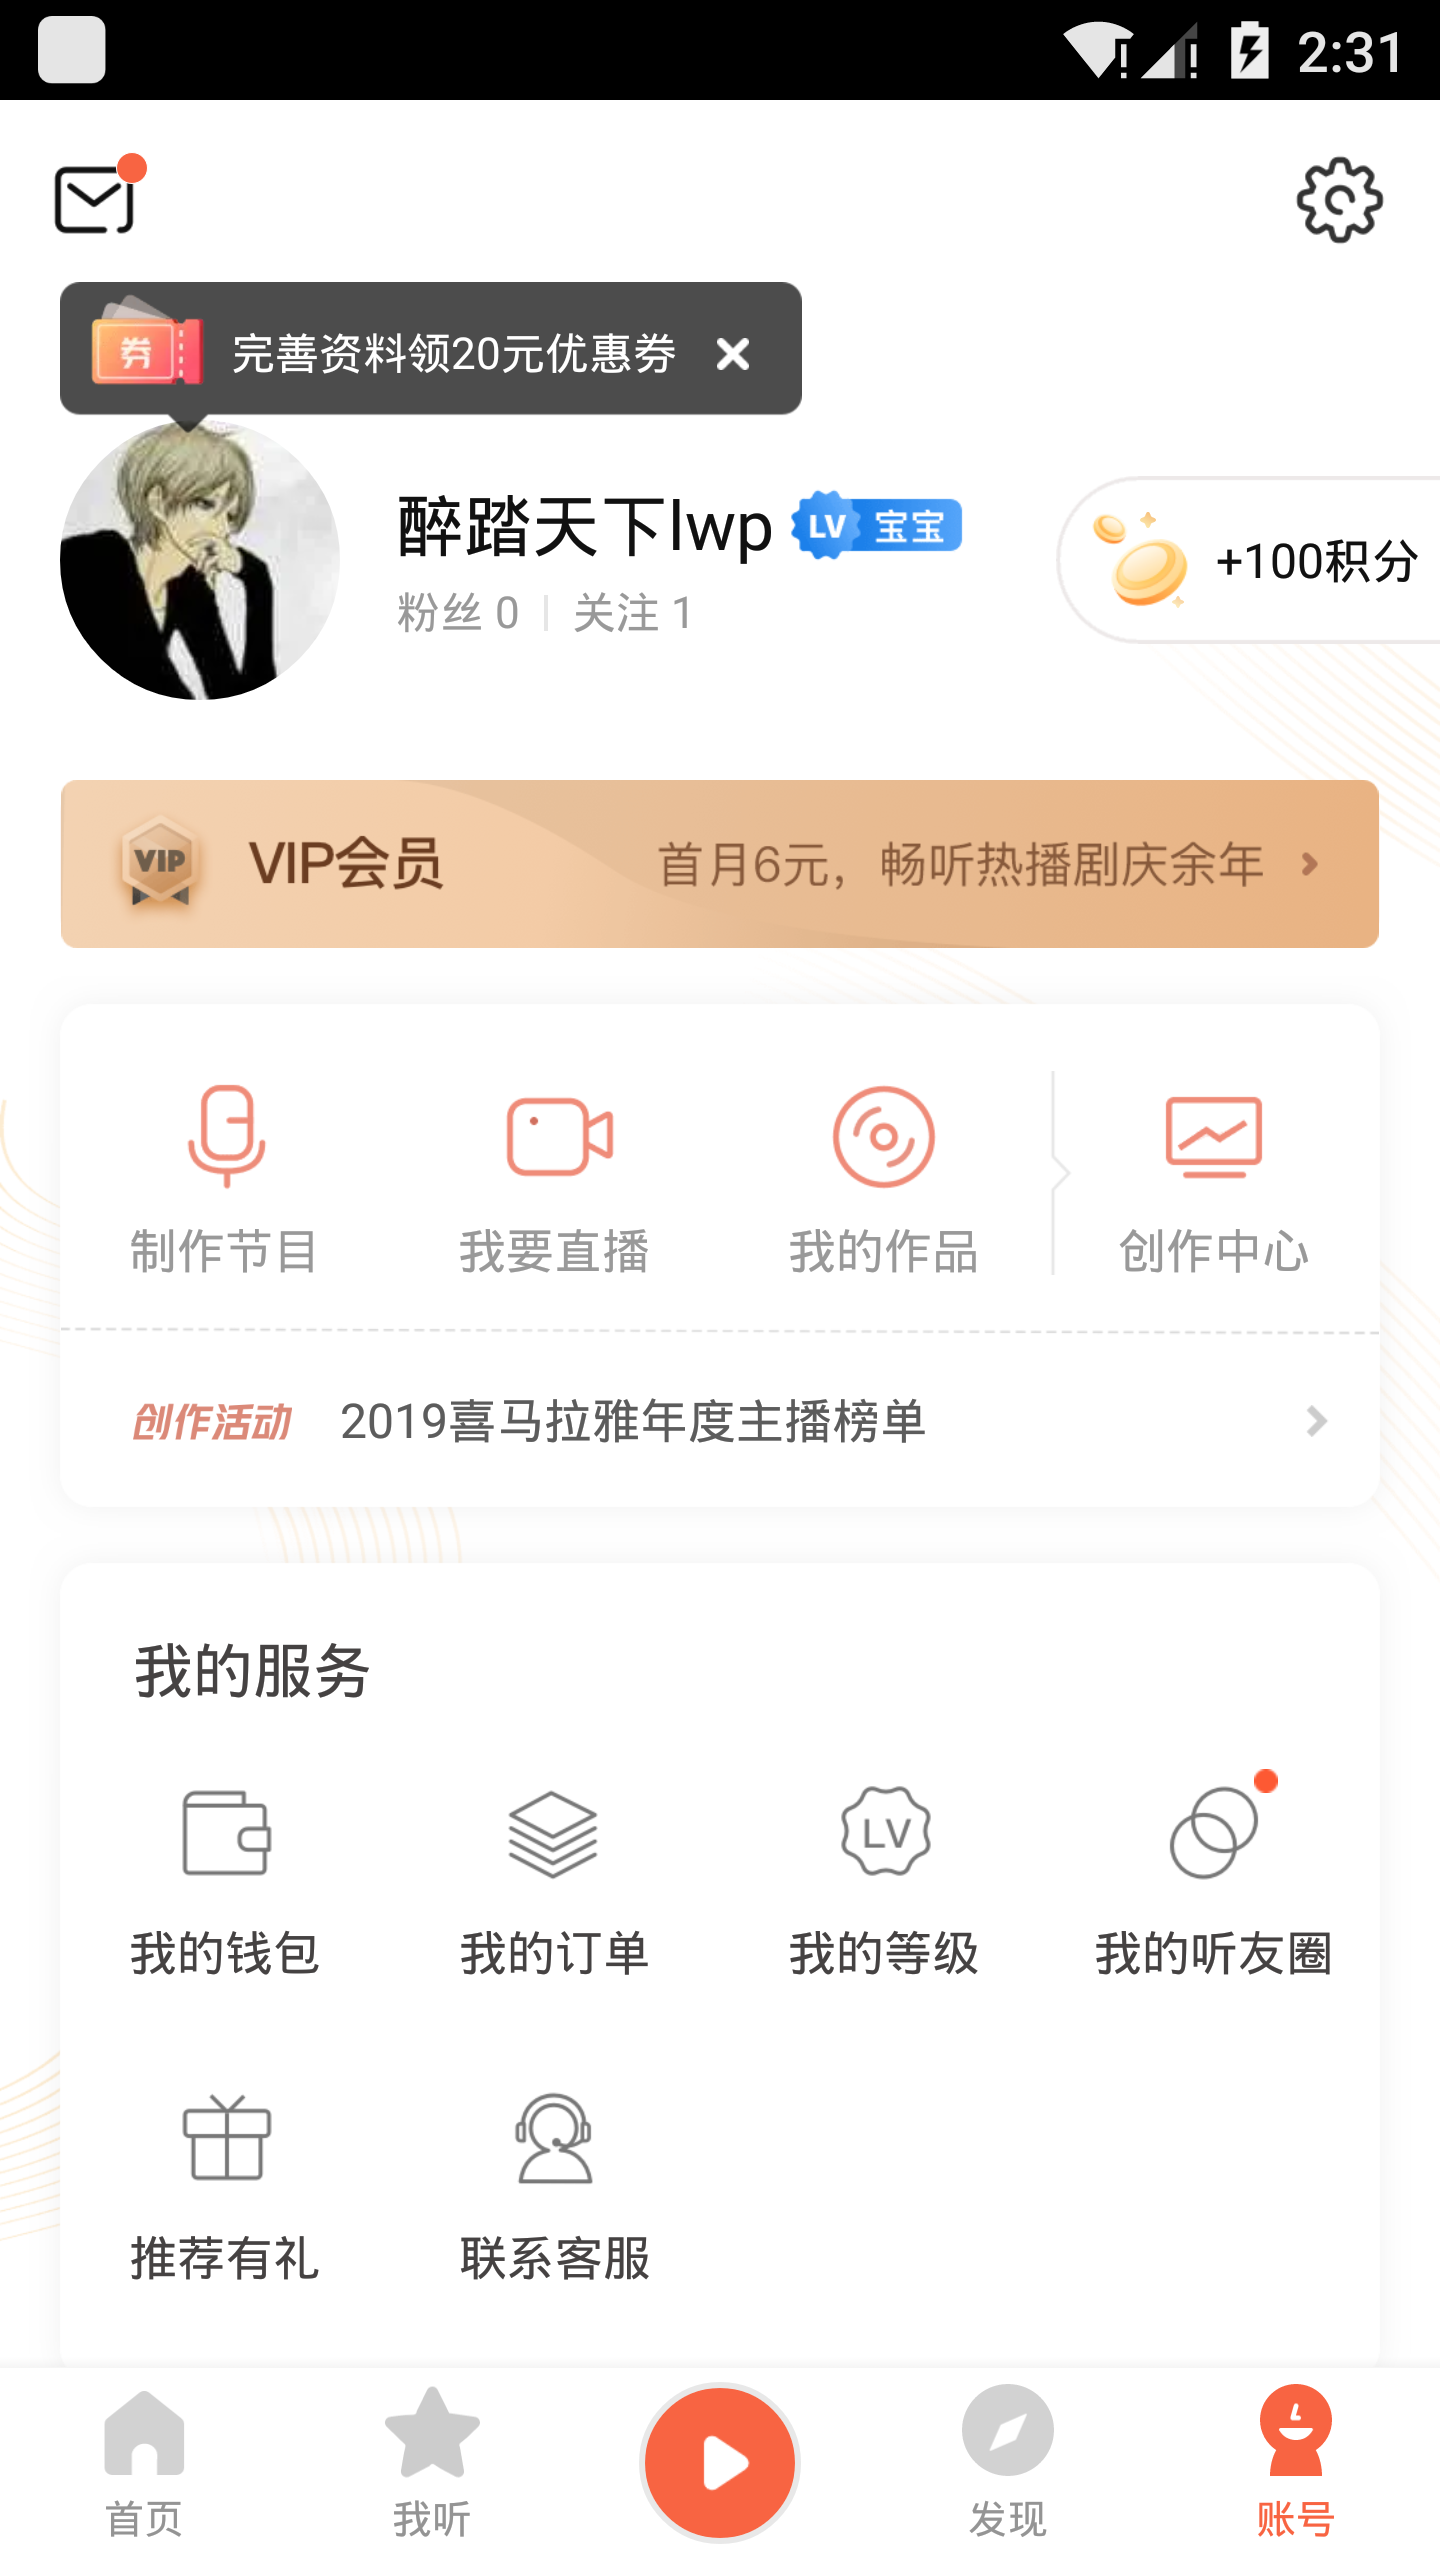 2:31
券 完善资料领20元优惠券
醉踏天下lwp LV 宝宝
粉丝 0 关注 1
+100积分
VIP VIP会员 首月6元，畅听热播剧庆余年
制作节目 我要直播 我的作品 创作中心
创作活动 2019喜马拉雅年度主播榜单
我的服务
LV
我的钱包 我的订单 我的等级 我的听友圈
推荐有礼 联系客服
首页 我听 发现 账号